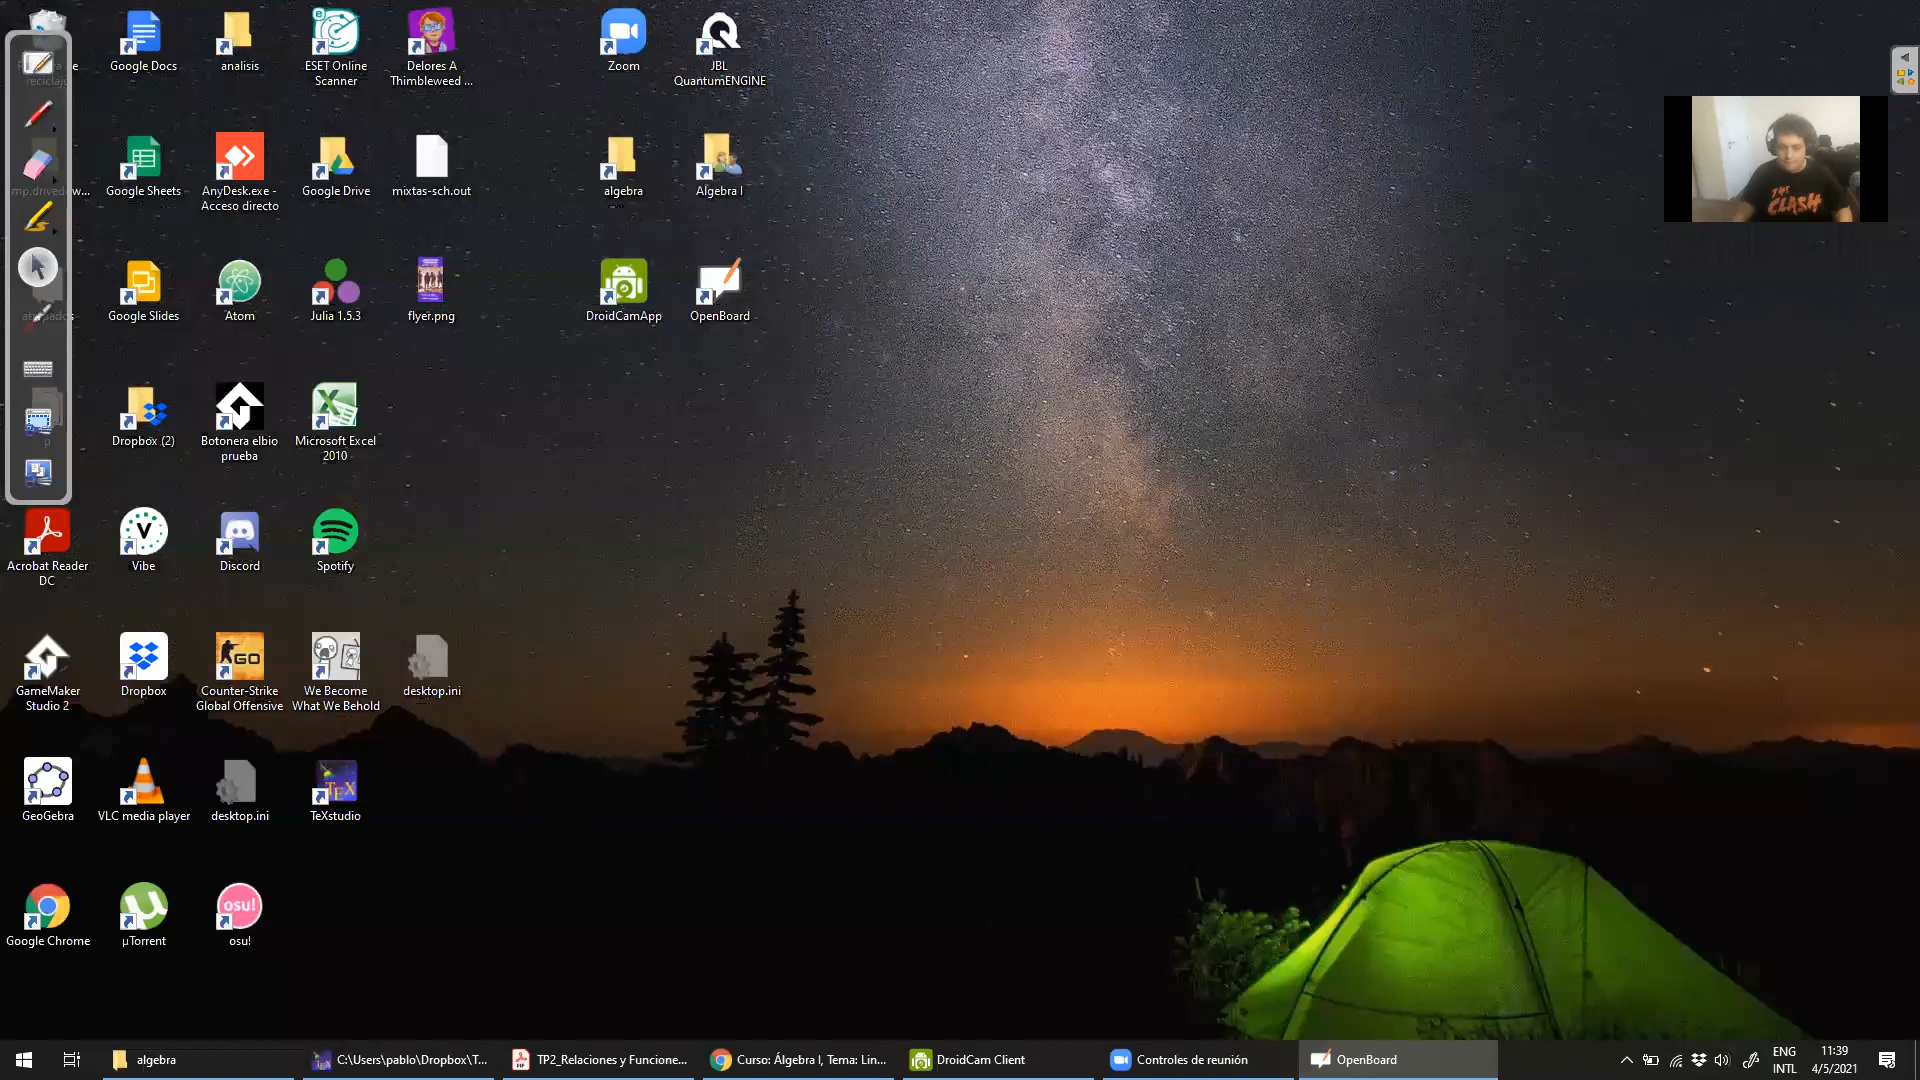 Google Docs
analisis
ESET Online
Scanner
Delores A
Thimbleweed ...
Zoom
JBL
QuantumENGINE
Google Sheets
AnyDesk.exe -
Acceso directo
Google Drive
mixtas-sch.out
algebra
Algebra I
THE
CLASH
Google Slides
Atom
Julia 1.5.3
flyer.png
DroidCamApp
OpenBoard
Dropbox (2)
Botonera elbio
prueba
Microsoft Excel
2010
Acrobat Reader
DC
Vibe
Discord
Spotify
GameMaker
Studio 2
Dropbox
GO
Counter-Strike
Global Offensive
We Become
What We Behold
desktop.ini
GeoGebra
VLC media player
desktop.ini
TEX
TeXstudio
Google Chrome
µTorrent
osu!
osu!
algebra
C:\Users\pablo\Dropbox\T...
TP2_Relaciones y Funcione...
Curso: Álgebra I, Tema: Lin...
DroidCam Client
Controles de reunión
OpenBoard
ENG
INTL
11:39
4/5/2021